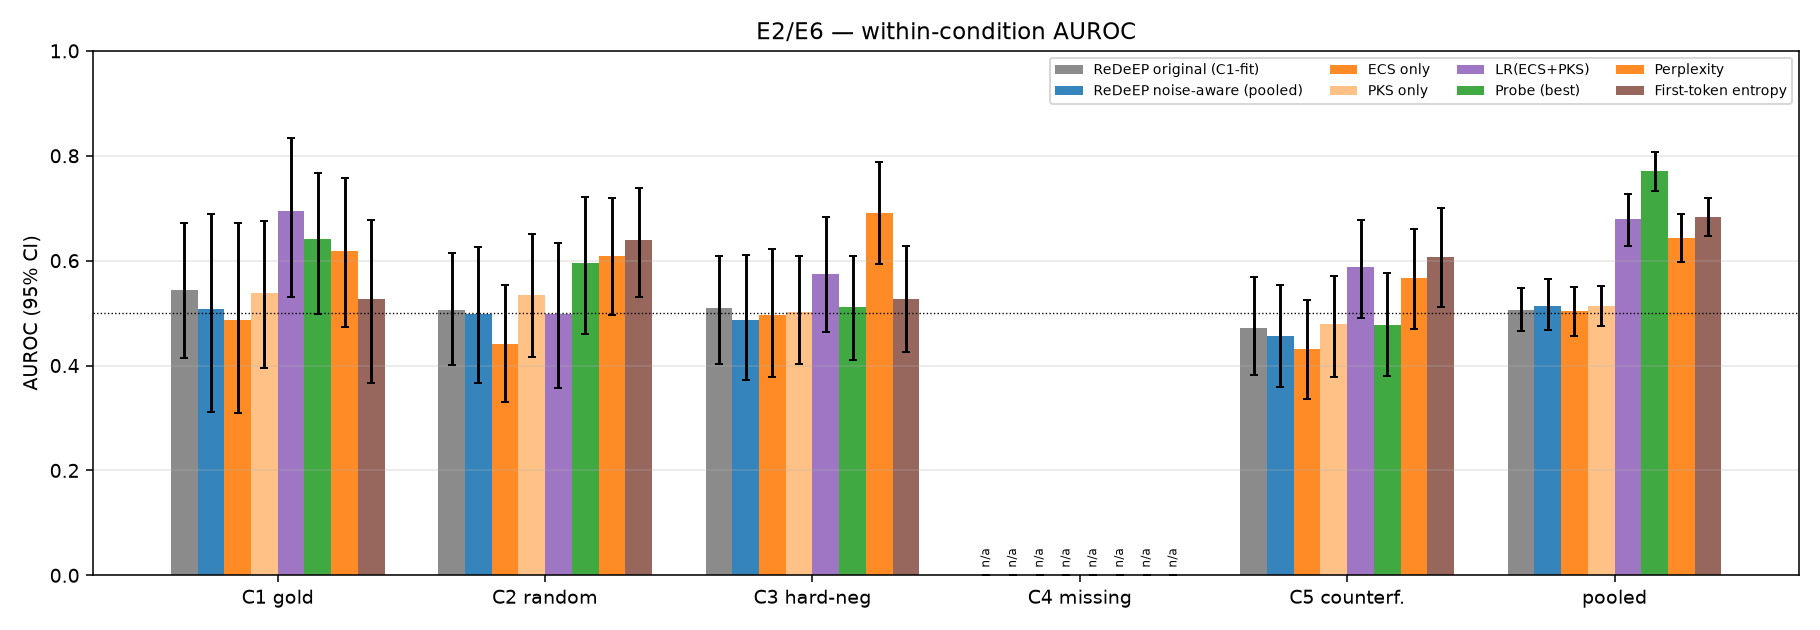 E2/E6 — within-condition AUROC
AUROC (95% CI)
1.0
0.8
0.6
0.4
0.2
0.0
ReDeEP original (C1-fit)
ReDeEP noise-aware (pooled)
ECS only
PKS only
LR(ECS+PKS)
Probe (best)
Perplexity
First-token entropy
n/a n/a n/a n/a n/a n/a n/a n/a
C1 gold C2 random C3 hard-neg C4 missing C5 counterf. pooled